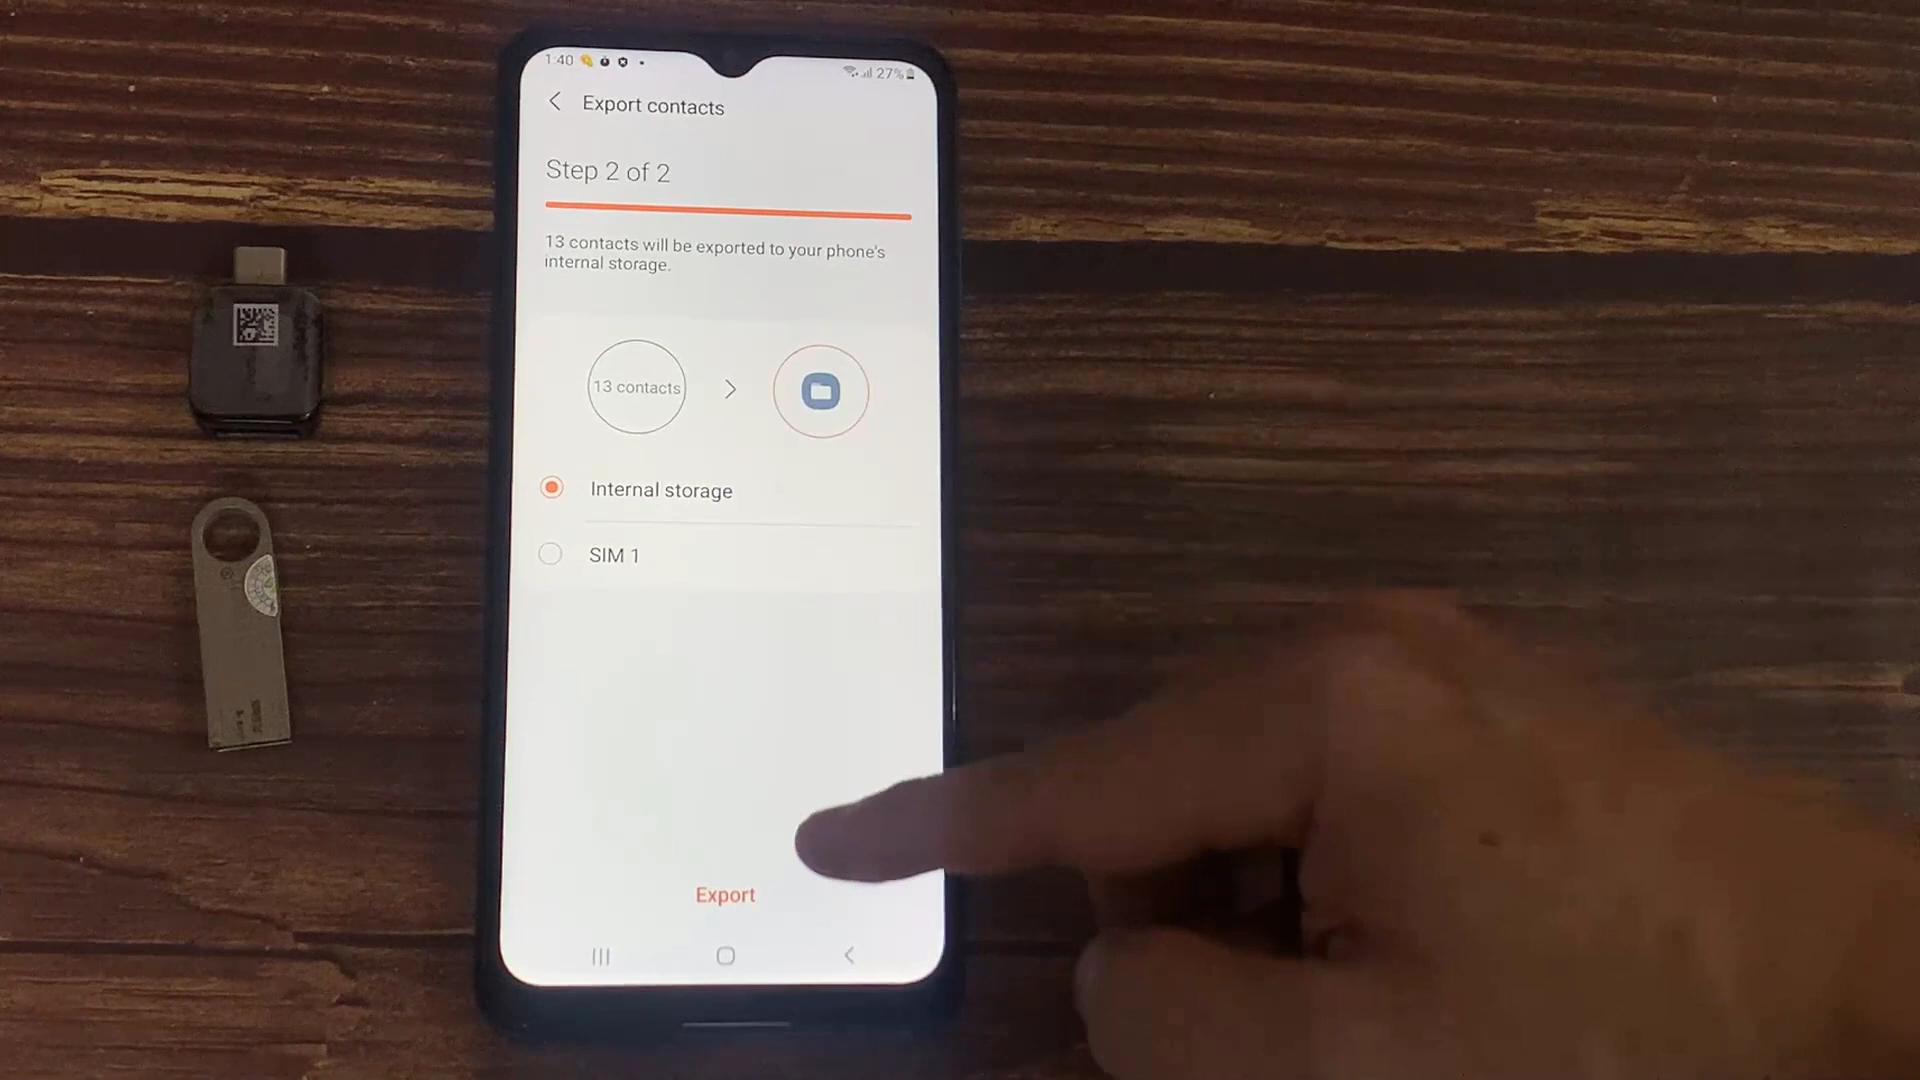 1:40
27%
Export contacts
Step 2 of 2
13 contacts will be exported to your phone's
internal storage.
13 contacts
Internal storage
SIM 1
Export